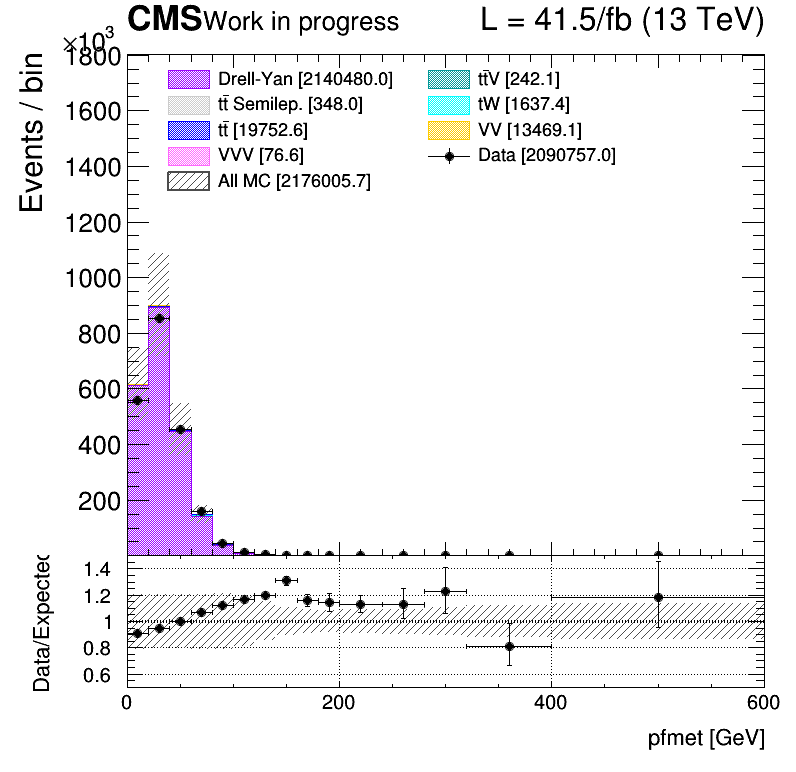 CMS Work in progress L = 41.5/fb (13 TeV)
×10³
1800
1600
1400
1200
1000
800
600
400
200
Events / bin
Drell-Yan [2140480.0]
tt̄ Semilep. [348.0]
tt̄ [19752.6]
VVV [76.6]
All MC [2176005.7]
tt̄V [242.1]
tW [1637.4]
VV [13469.1]
Data [2090757.0]
1.4
1.2
1
0.8
0.6
Data/Expected
0 200 400 600
pfmet [GeV]